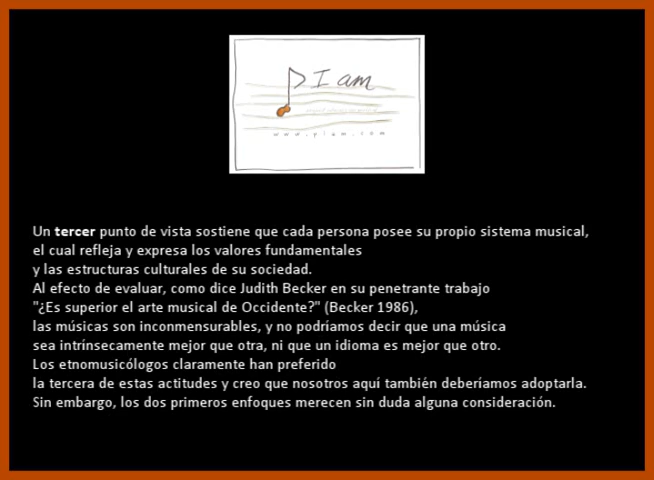 I am
www.piam.com
Un tercer punto de vista sostiene que cada persona posee su propio sistema musical,
el cual refleja y expresa los valores fundamentales
y las estructuras culturales de su sociedad.
Al efecto de evaluar, como dice Judith Becker en su penetrante trabajo
"¿Es superior el arte musical de Occidente?" (Becker 1986),
las músicas son inconmensurables, y no podríamos decir que una música
sea intrínsecamente mejor que otra, ni que un idioma es mejor que otro.
Los etnomusicólogos claramente han preferido
la tercera de estas actitudes y creo que nosotros aquí también deberíamos adoptarla.
Sin embargo, los dos primeros enfoques merecen sin duda alguna consideración.